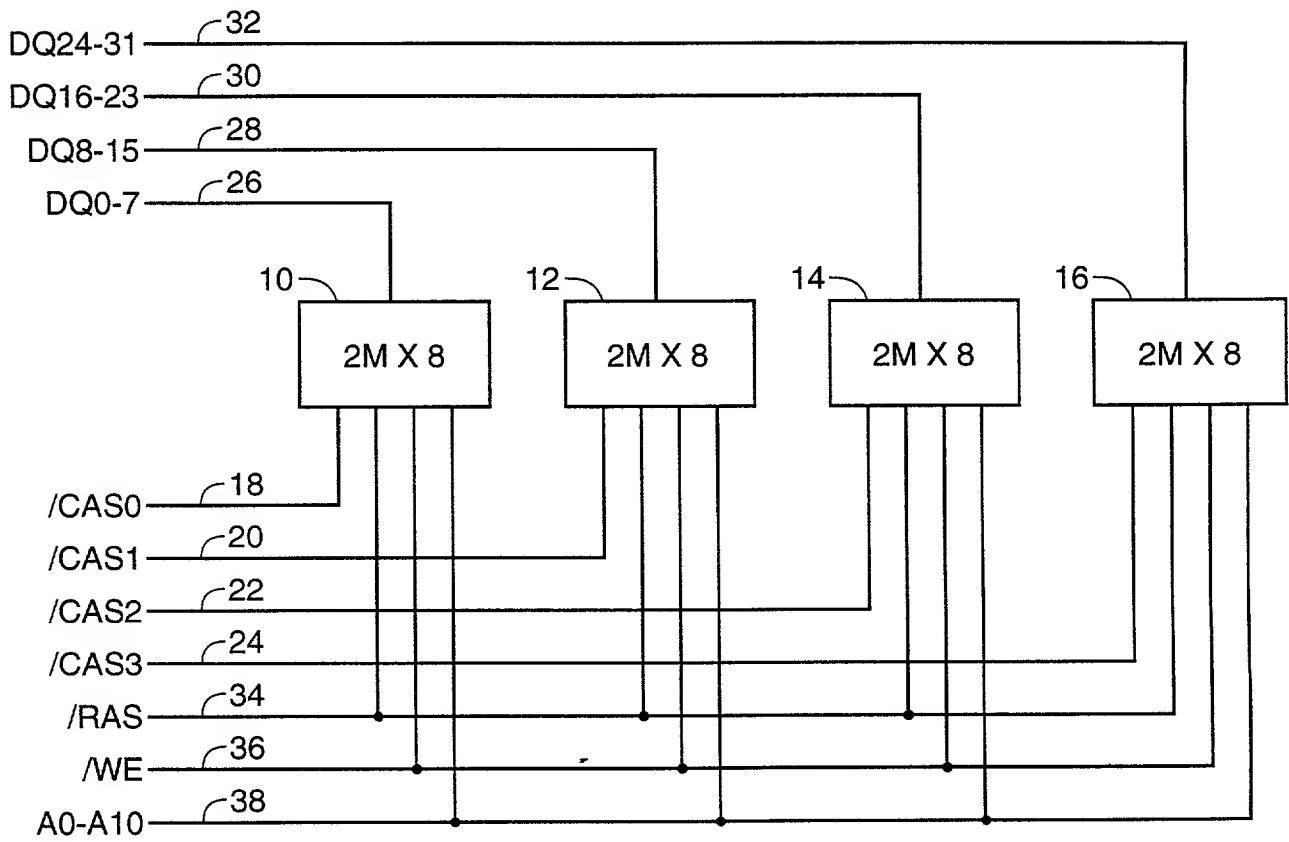 32
DQ24-31
30
DQ16-23
28
DQ8-15
26
DQ0-7
10 12 14 16
2M X 8 2M X 8 2M X 8 2M X 8
18
/CAS0
20
/CAS1
22
/CAS2
24
/CAS3
34
/RAS
36
/WE
38
A0-A10